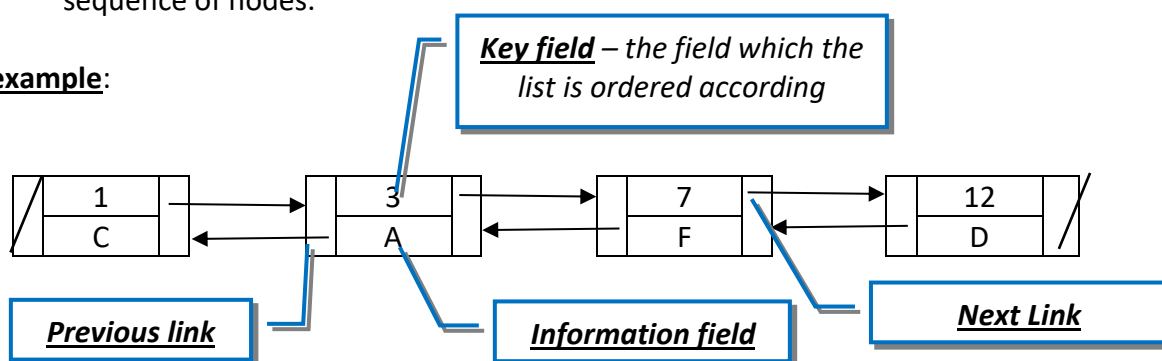 sequence of nodes.
Key field – the field which the
list is ordered according
example:
1
3
7
12
C
A
F
D
Previous link
Information field
Next Link